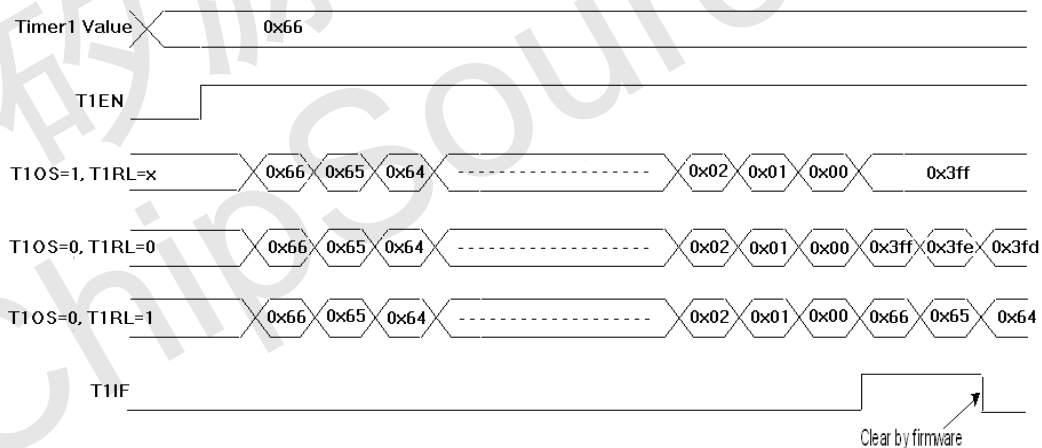 Timer1 Value 0x66
T1EN
T1OS=1, T1RL=x 0x66 0x65 0x64 0x02 0x01 0x00 0x3ff
T1OS=0, T1RL=0 0x66 0x65 0x64 0x02 0x01 0x00 0x3ff 0x3fe 0x3fd
T1OS=0, T1RL=1 0x66 0x65 0x64 0x02 0x01 0x00 0x66 0x65 0x64
T1IF
Clear by firmware
ChipSourc